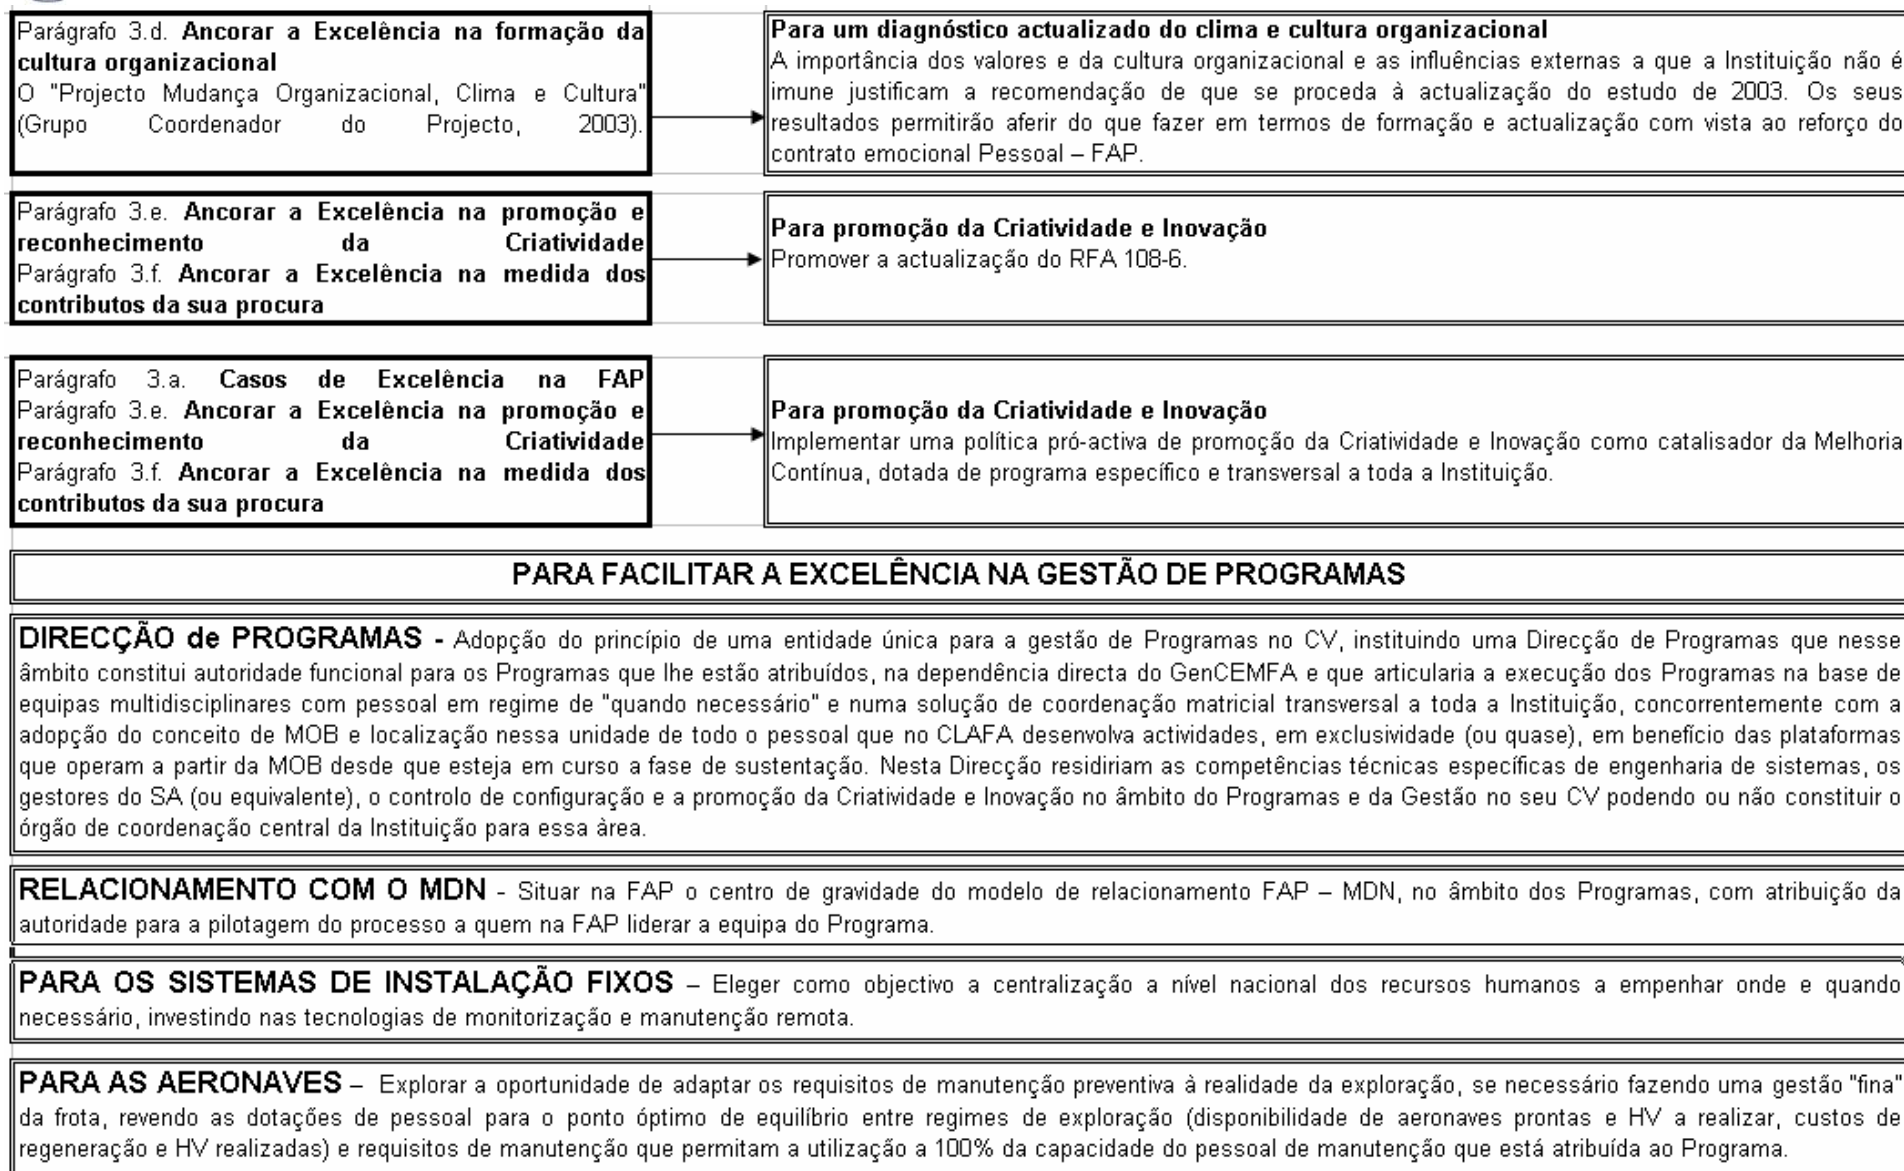 Parágrafo 3.d. Ancorar a Excelência na formação da
cultura organizacional
O "Projecto Mudança Organizacional, Clima e Cultura"
(Grupo Coordenador do Projecto, 2003).
Para um diagnóstico actualizado do clima e cultura organizacional
A importância dos valores e da cultura organizacional e as influências externas a que a Instituição não é
imune justificam a recomendação de que se proceda à actualização do estudo de 2003. Os seus
resultados permitirão aferir do que fazer em termos de formação e actualização com vista ao reforço do
contrato emocional Pessoal – FAP.
Parágrafo 3.e. Ancorar a Excelência na promoção e
reconhecimento da Criatividade
Parágrafo 3.f. Ancorar a Excelência na medida dos
contributos da sua procura
Para promoção da Criatividade e Inovação
Promover a actualização do RFA 108-6.
Parágrafo 3.a. Casos de Excelência na FAP
Parágrafo 3.e. Ancorar a Excelência na promoção e
reconhecimento da Criatividade
Parágrafo 3.f. Ancorar a Excelência na medida dos
contributos da sua procura
Para promoção da Criatividade e Inovação
Implementar uma política pró-activa de promoção da Criatividade e Inovação como catalisador da Melhoria
Contínua, dotada de programa específico e transversal a toda a Instituição.
PARA FACILITAR A EXCELÊNCIA NA GESTÃO DE PROGRAMAS
DIRECÇÃO de PROGRAMAS - Adopção do princípio de uma entidade única para a gestão de Programas no CV, instituindo uma Direcção de Programas que nesse
âmbito constitui autoridade funcional para os Programas que lhe estão atribuídos, na dependência directa do GenCEMFA e que articularia a execução dos Programas na base de
equipas multidisciplinares com pessoal em regime de "quando necessário" e numa solução de coordenação matricial transversal a toda a Instituição, concorrentemente com a
adopção do conceito de MOB e localização nessa unidade de todo o pessoal que no CLAFA desenvolva actividades, em exclusividade (ou quase), em benefício das plataformas
que operam a partir da MOB desde que esteja em curso a fase de sustentação. Nesta Direcção residiriam as competências técnicas específicas de engenharia de sistemas, os
gestores do SA (ou equivalente), o controlo de configuração e a promoção da Criatividade e Inovação no âmbito do Programas e da Gestão no seu CV podendo ou não constituir o
órgão de coordenação central da Instituição para essa àrea.
RELACIONAMENTO COM O MDN - Situar na FAP o centro de gravidade do modelo de relacionamento FAP – MDN, no âmbito dos Programas, com atribuição da
autoridade para a pilotagem do processo a quem na FAP liderar a equipa do Programa.
PARA OS SISTEMAS DE INSTALAÇÃO FIXOS – Eleger como objectivo a centralização a nível nacional dos recursos humanos a empenhar onde e quando
necessário, investindo nas tecnologias de monitorização e manutenção remota.
PARA AS AERONAVES – Explorar a oportunidade de adaptar os requisitos de manutenção preventiva à realidade da exploração, se necessário fazendo uma gestão "fina"
da frota, revendo as dotações de pessoal para o ponto óptimo de equilíbrio entre regimes de exploração (disponibilidade de aeronaves prontas e HV a realizar, custos de
regeneração e HV realizadas) e requisitos de manutenção que permitam a utilização a 100% da capacidade do pessoal de manutenção que está atribuída ao Programa.